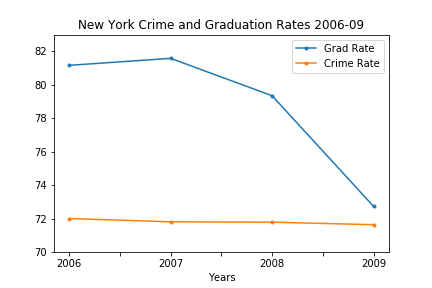 New York Crime and Graduation Rates 2006-09
Grad Rate
Crime Rate
82
80
78
76
74
72
70
2006 2007 2008 2009
Years